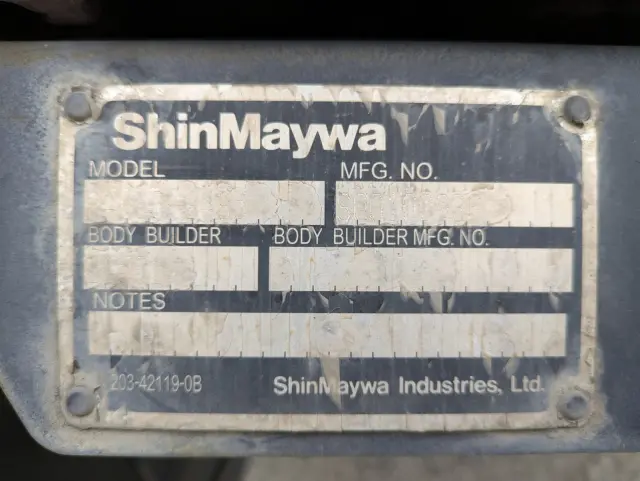 ShinMaywa
MODEL MFG. NO.
BODY BUILDER BODY BUILDER MFG. NO.
NOTES
203-42119-0B ShinMaywa Industries, Ltd.